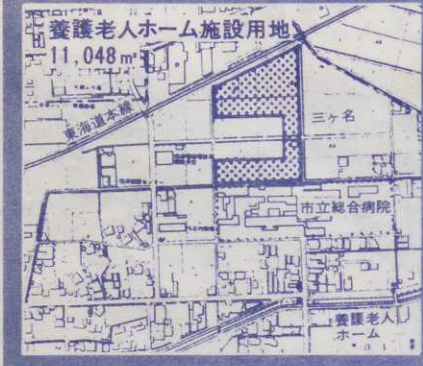 養護老人ホーム施設用地
11,048㎡
東海道本線
三ヶ名
市立総合病院
養護老人
ホーム